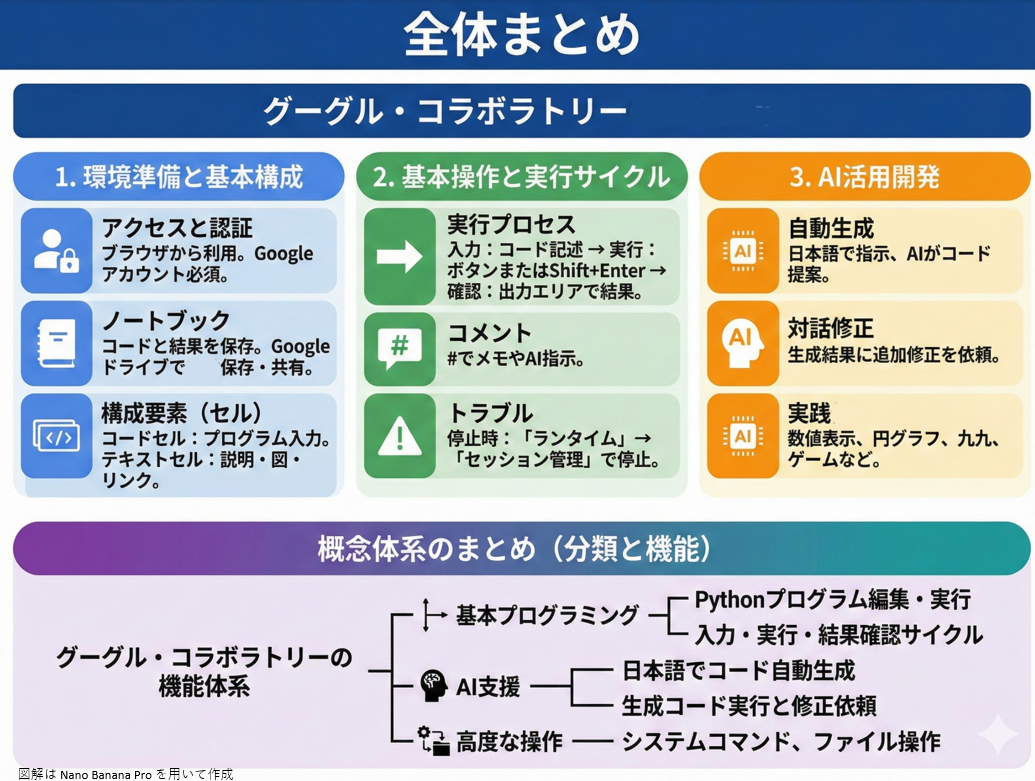 全体まとめ
グーグル・コラボラトリー
1. 環境準備と基本構成
アクセスと認証
ブラウザから利用。Google
アカウント必須。
ノートブック
コードと結果を保存。Google
ドライブで　　保存・共有。
構成要素（セル）
コードセル：プログラム入力。
テキストセル：説明・図・
リンク。
2. 基本操作と実行サイクル
実行プロセス
入力：コード記述 → 実行：
ボタンまたはShift+Enter →
確認：出力エリアで結果。
#
コメント
#でメモやAI指示。
トラブル
停止時：「ランタイム」→
「セッション管理」で停止。
3. AI活用開発
AI
自動生成
日本語で指示、AIがコード
提案。
AI
対話修正
生成結果に追加修正を依頼。
AI
実践
数値表示、円グラフ、九九、
ゲームなど。
概念体系のまとめ（分類と機能）
グーグル・コラボラトリーの
機能体系
基本プログラミング
Pythonプログラム編集・実行
入力・実行・結果確認サイクル
AI支援
日本語でコード自動生成
生成コード実行と修正依頼
高度な操作
システムコマンド、ファイル操作
図解は Nano Banana Pro を用いて作成